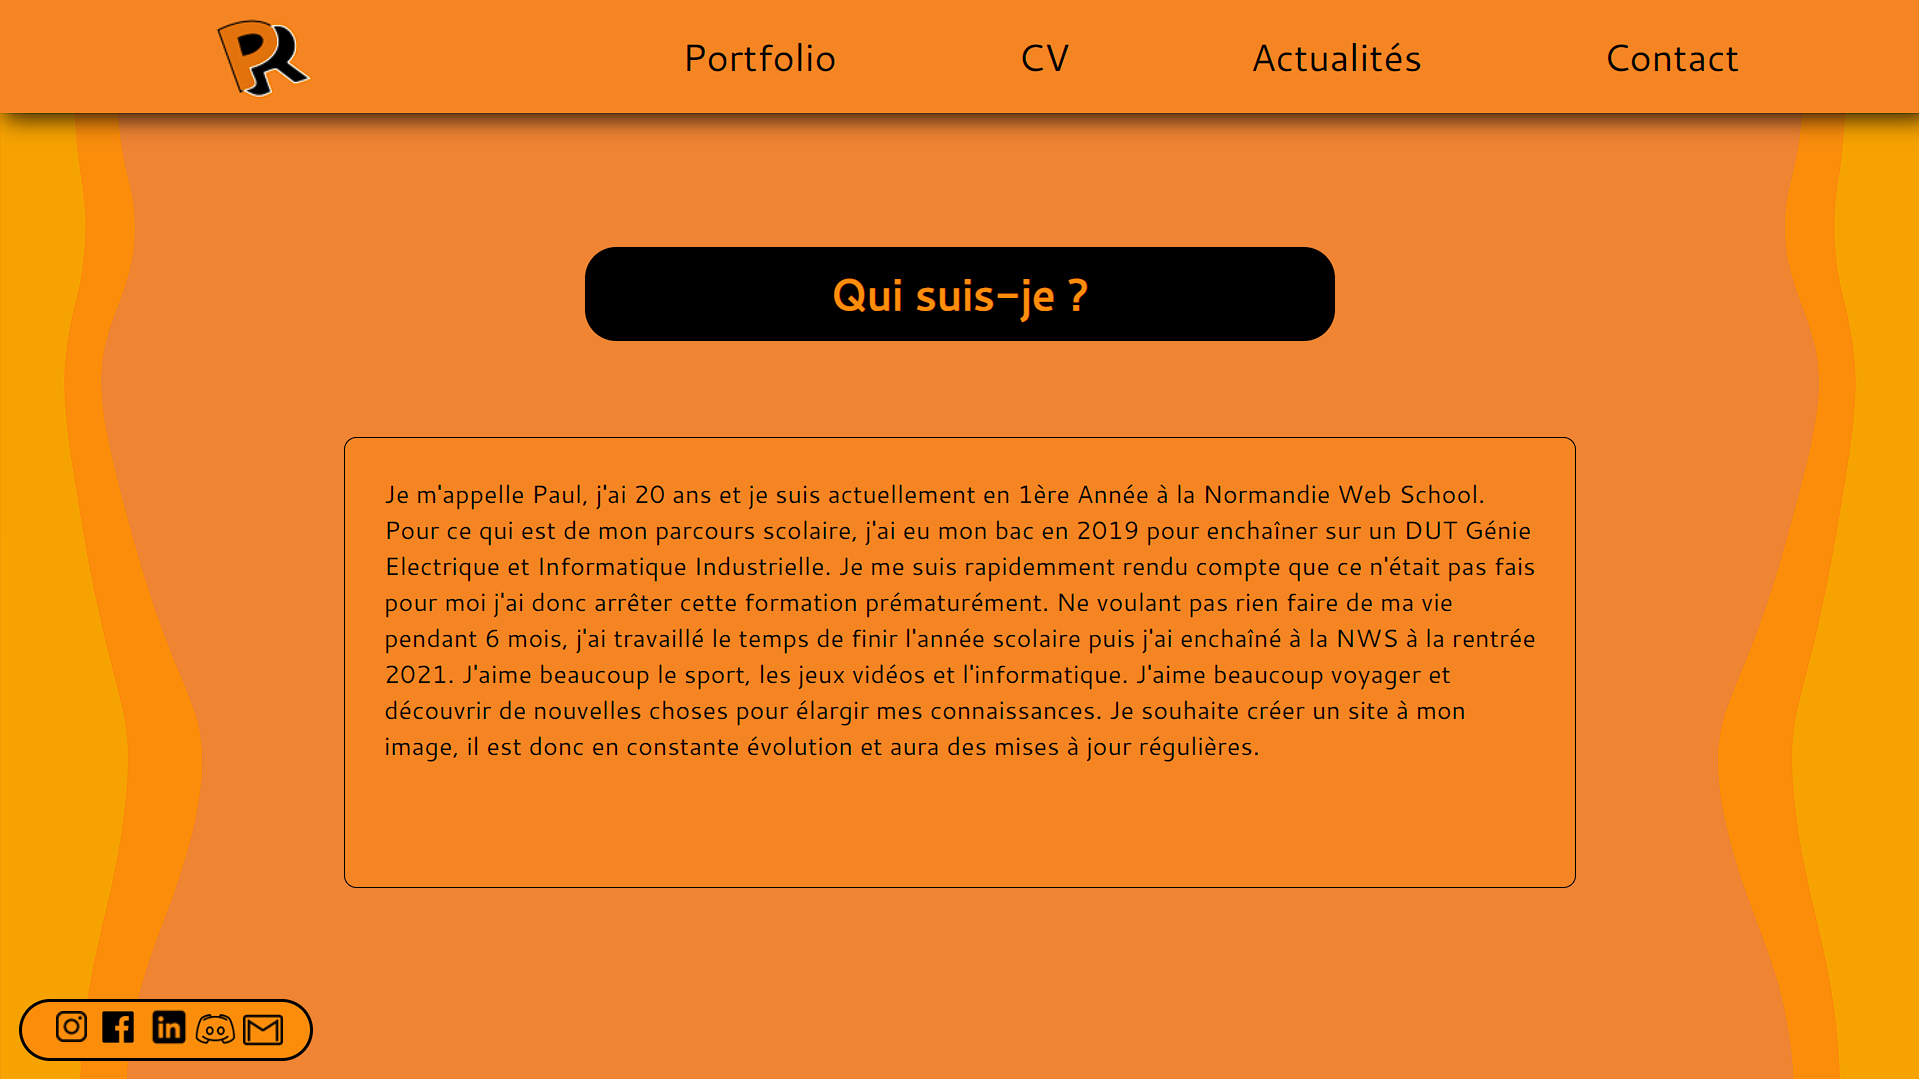 PR
Portfolio
CV
Actualités
Contact
Qui suis-je ?
Je m'appelle Paul, j'ai 20 ans et je suis actuellement en 1ère Année à la Normandie Web School.
Pour ce qui est de mon parcours scolaire, j'ai eu mon bac en 2019 pour enchaîner sur un DUT Génie
Electrique et Informatique Industrielle. Je me suis rapidemment rendu compte que ce n'était pas fais
pour moi j'ai donc arrêter cette formation prématurément. Ne voulant pas rien faire de ma vie
pendant 6 mois, j'ai travaillé le temps de finir l'année scolaire puis j'ai enchaîné à la NWS à la rentrée
2021. J'aime beaucoup le sport, les jeux vidéos et l'informatique. J'aime beaucoup voyager et
découvrir de nouvelles choses pour élargir mes connaissances. Je souhaite créer un site à mon
image, il est donc en constante évolution et aura des mises à jour régulières.